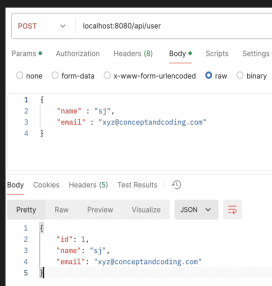 POST localhost:8080/api/user
Params Authorization Headers (8) Body Scripts Settings
none form-data x-www-form-urlencoded raw binary
1 {
2 "name" : "sj",
3 "email" : "xyz@conceptandcoding.com"
4 }
Body Cookies Headers (5) Test Results
Pretty Raw Preview Visualize JSON
1 {
2 "id": 1,
3 "name": "sj",
4 "email": "xyz@conceptandcoding.com"
5 }